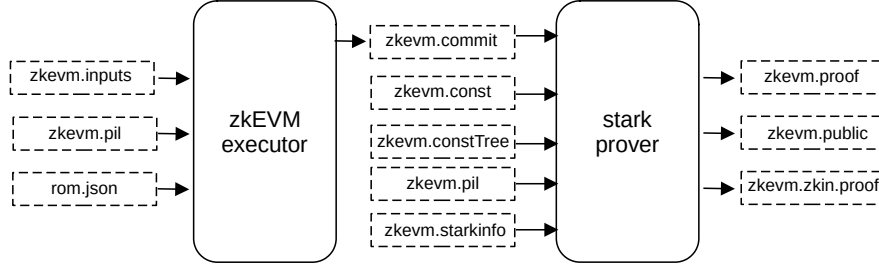 zkevm.inputs
zkevm.pil
rom.json
zkEVM
executor
zkevm.commit
zkevm.const
zkevm.constTree
zkevm.pil
zkevm.starkinfo
stark
prover
zkevm.proof
zkevm.public
zkevm.zkin.proof